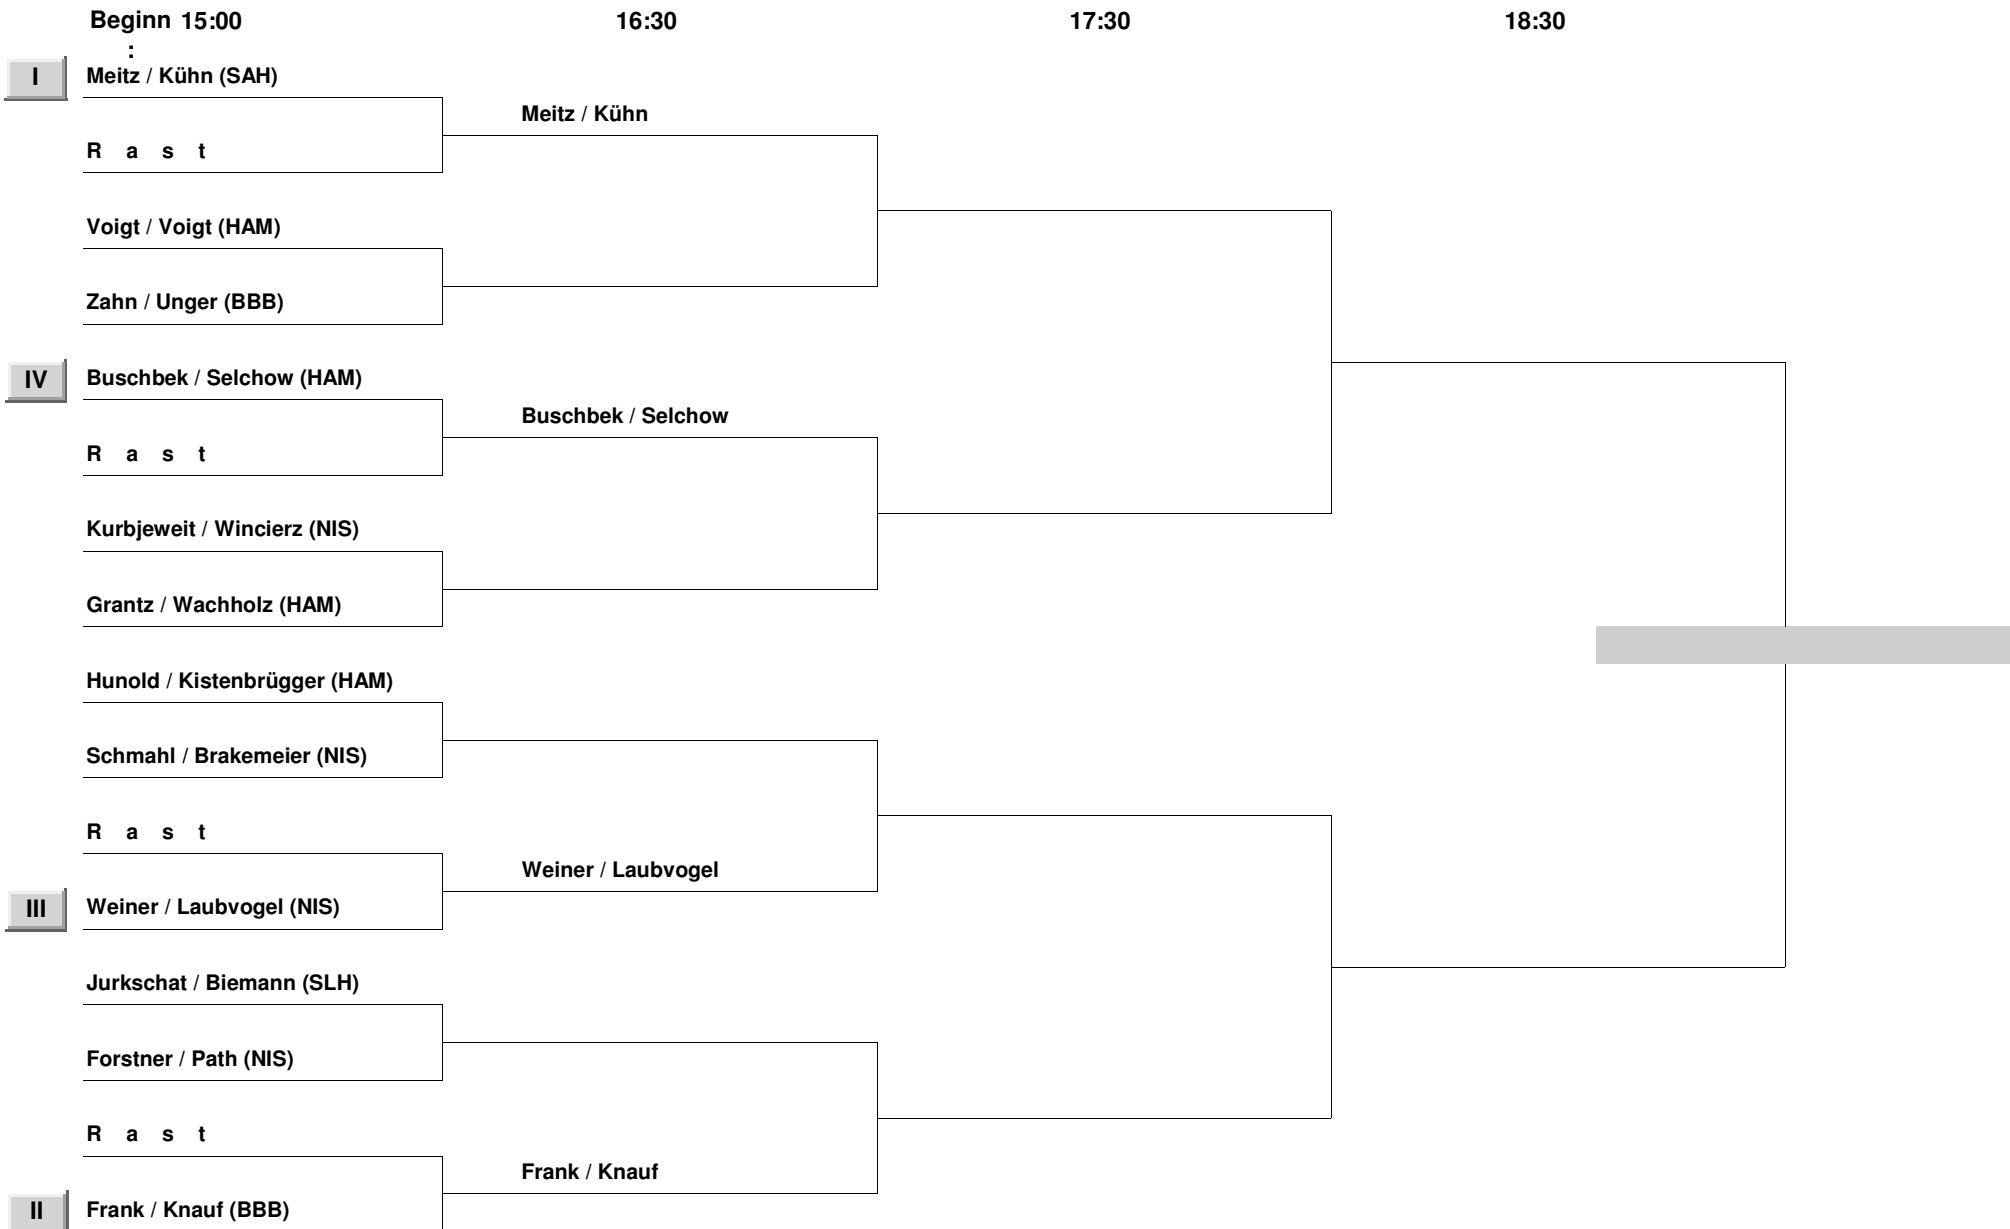 Beginn 15:00 16:30 17:30 18:30
:
I Meitz / Kühn (SAH)
Meitz / Kühn
R a s t
Voigt / Voigt (HAM)
Zahn / Unger (BBB)
IV Buschbek / Selchow (HAM)
Buschbek / Selchow
R a s t
Kurbjeweit / Wincierz (NIS)
Grantz / Wachholz (HAM)
Hunold / Kistenbrügger (HAM)
Schmahl / Brakemeier (NIS)
R a s t
Weiner / Laubvogel
III Weiner / Laubvogel (NIS)
Jurkschat / Biemann (SLH)
Forstner / Path (NIS)
R a s t
Frank / Knauf
II Frank / Knauf (BBB)